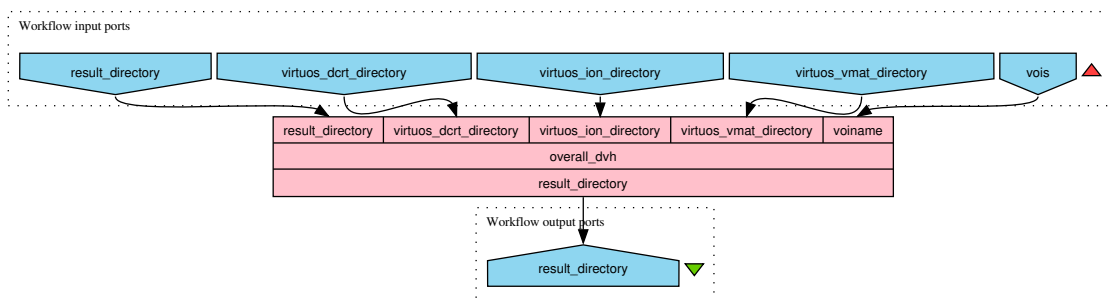 Workflow input ports
result_directory
virtuos_dcrt_directory
virtuos_ion_directory
virtuos_vmat_directory
vois
result_directory
virtuos_dcrt_directory
virtuos_ion_directory
virtuos_vmat_directory
voiname
overall_dvh
result_directory
Workflow output ports
result_directory